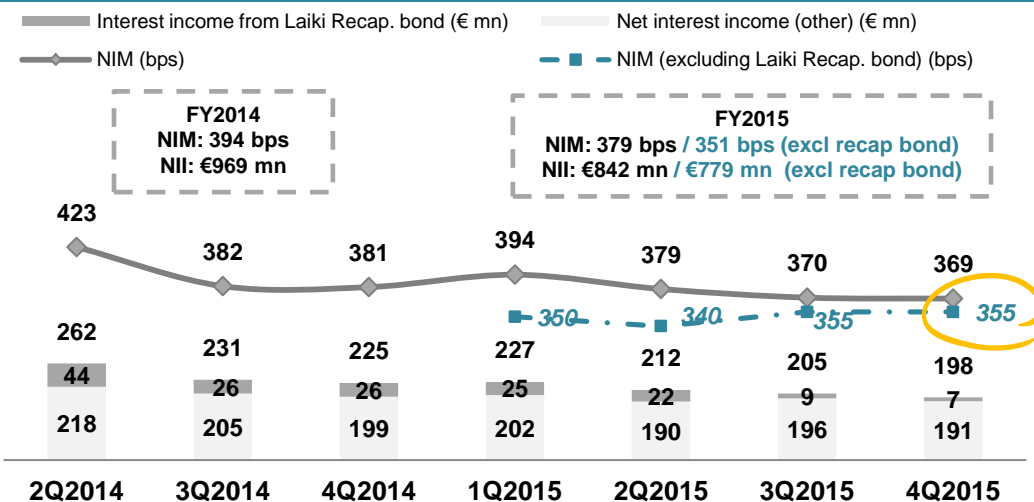 Interest income from Laiki Recap. bond (€ mn)
Net interest income (other) (€ mn)
NIM (bps)
NIM (excluding Laiki Recap. bond) (bps)
FY2014
NIM: 394 bps
NII: €969 mn
FY2015
NIM: 379 bps / 351 bps (excl recap bond)
NII: €842 mn / €779 mn (excl recap bond)
423 382 381 394 379 370 369
350 340 355 355
262 231 225 227 212 205 198
44 26 26 25 22 9 7
218 205 199 202 190 196 191
2Q2014 3Q2014 4Q2014 1Q2015 2Q2015 3Q2015 4Q2015